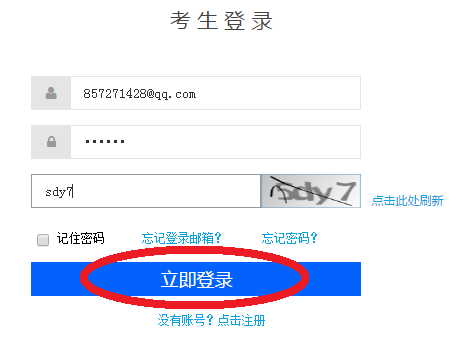 考生登录
857271428@qq.com
••••••
sdy7 sdy7 点击此处刷新
记住密码 忘记登录邮箱? 忘记密码?
立即登录
没有账号?点击注册